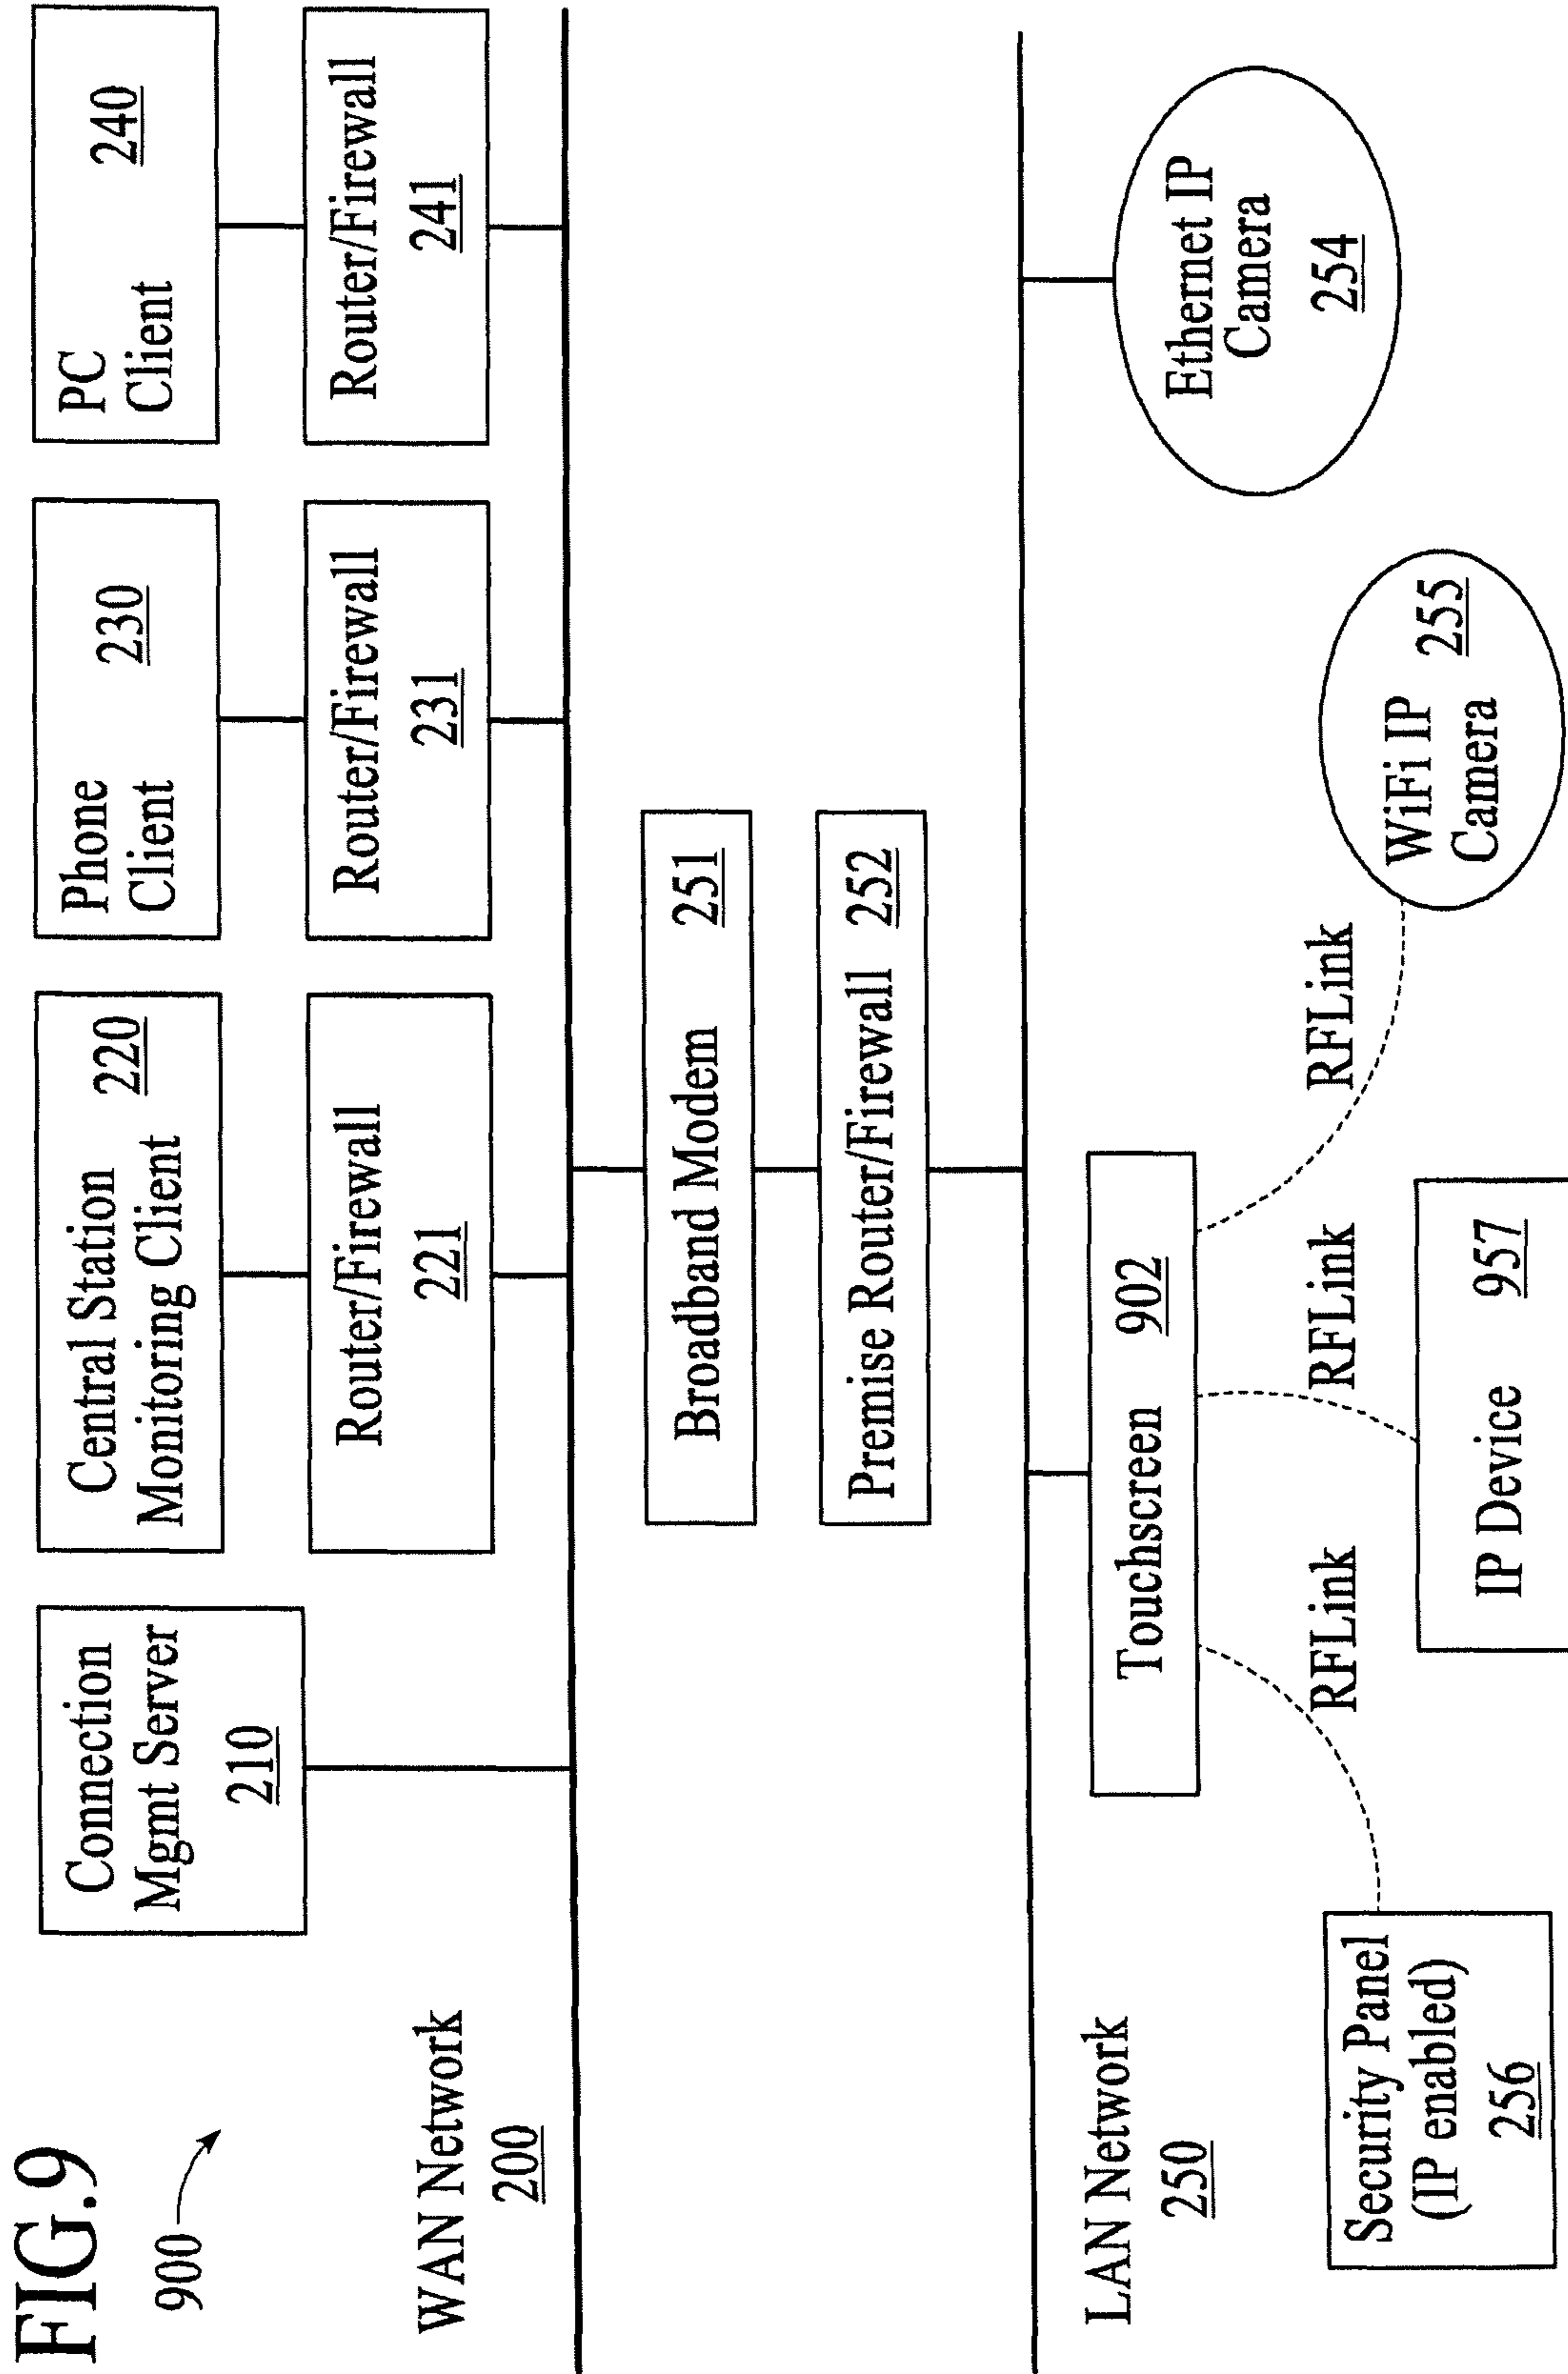 FIG.9
900
Connection
Mgmt Server
210
Central Station
Monitoring Client
220
Phone
Client
230
PC
Client
240
Router/Firewall
221
Router/Firewall
231
Router/Firewall
241
WAN Network
200
Broadband Modem 251
Premise Router/Firewall 252
LAN Network
250
Touchscreen 902
RFLink
RFLink
RFLink
Security Panel
(IP enabled)
256
IP Device 957
WiFi IP
Camera
255
Ethernet IP
Camera
254